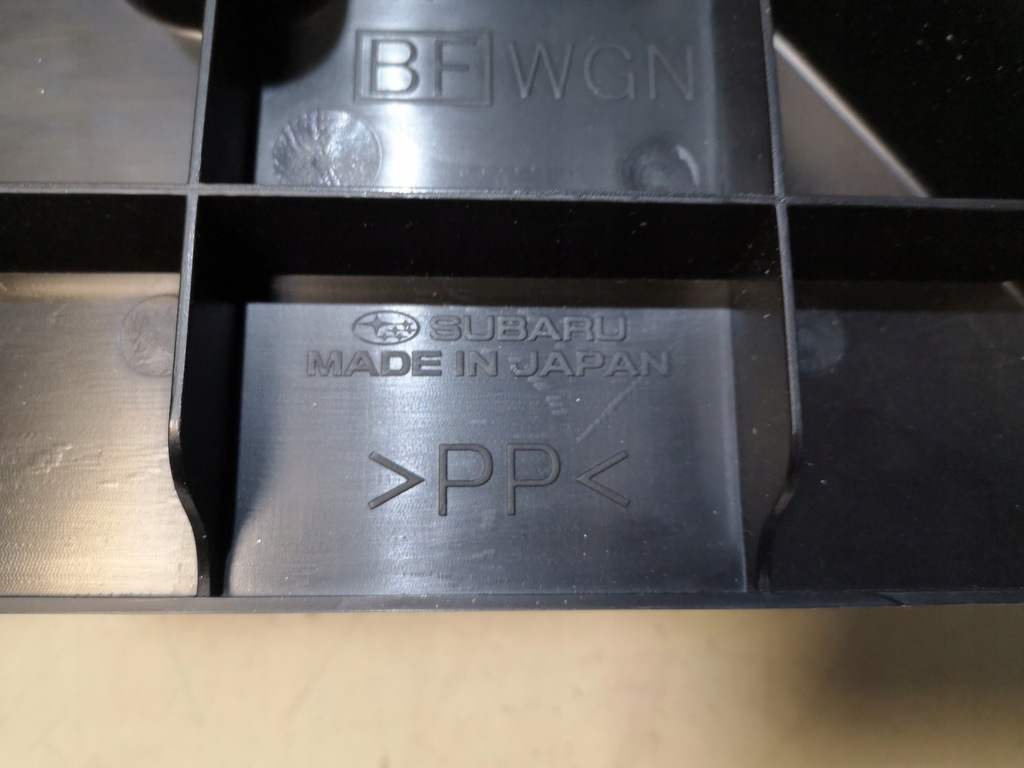 BF WGN
SUBARU
MADE IN JAPAN
>PP<